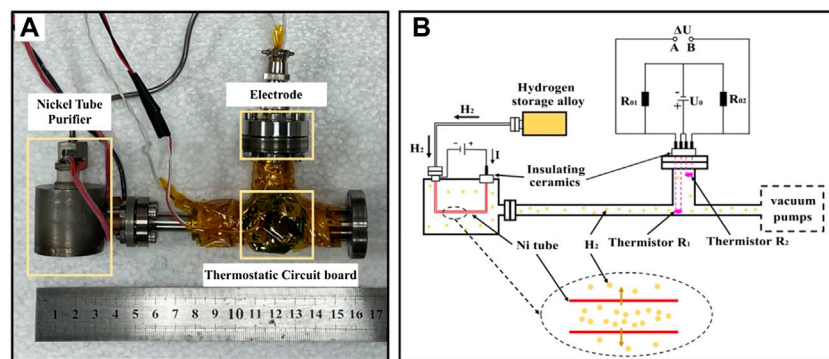 A
Nickel Tube
Purifier
Electrode
Thermostatic Circuit board
1 2 3 4 5 6 7 8 9 10 11 12 13 14 15 16 17
B
ΔU
A B
R₀₁
-
+
U₀
R₀₂
Hydrogen
storage alloy
H₂
H₂
- +
I
Insulating
ceramics
vacuum
pumps
Ni tube
H₂
Thermistor R₁
Thermistor R₂